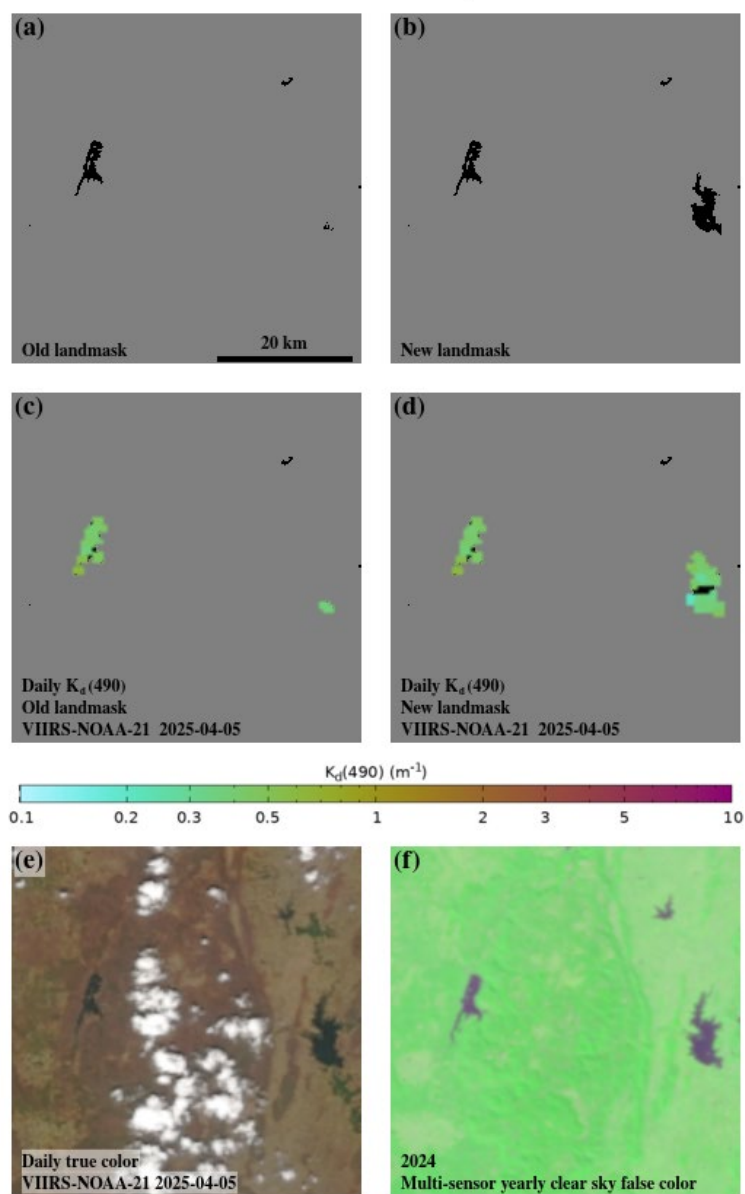 (a)
(b)
Old landmask
20 km
New landmask
(c)
(d)
Daily K_d(490)
Old landmask
VIIRS-NOAA-21 2025-04-05
Daily K_d(490)
New landmask
VIIRS-NOAA-21 2025-04-05
K_d(490) (m⁻¹)
0.1 0.2 0.3 0.5 1 2 3 5 10
(e)
(f)
Daily true color
VIIRS-NOAA-21 2025-04-05
2024
Multi-sensor yearly clear sky false color